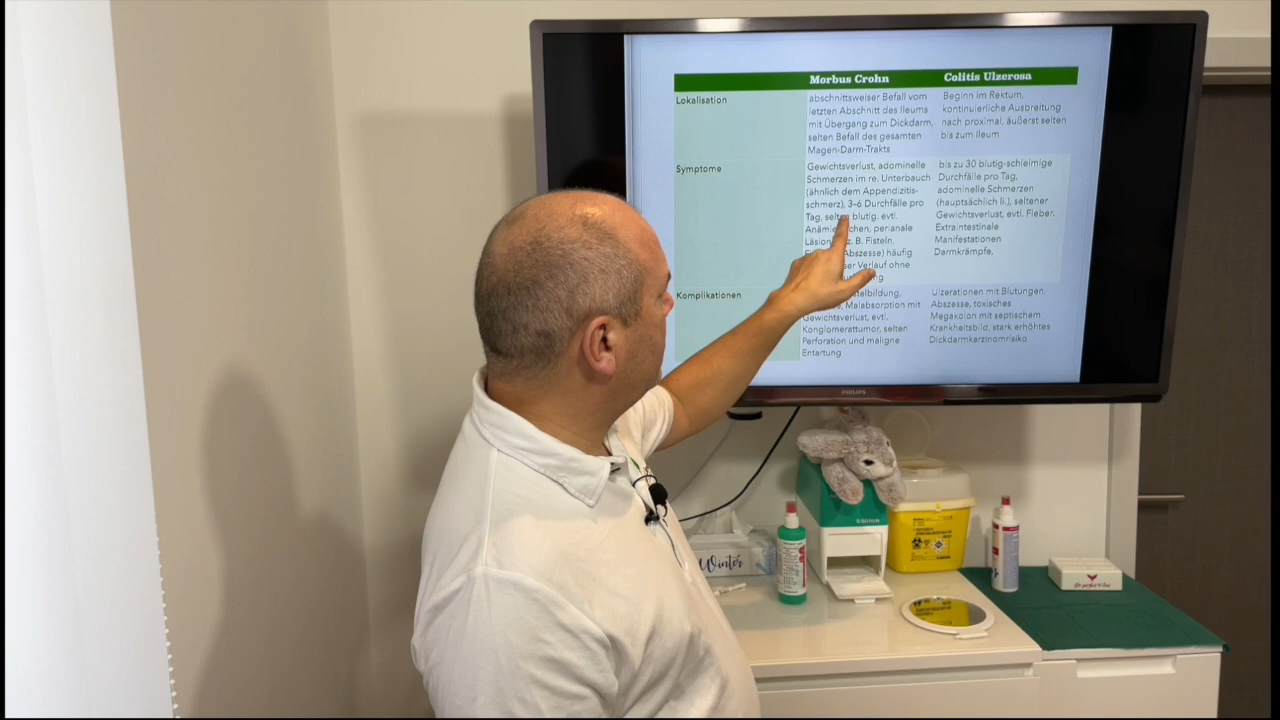 Morbus Crohn
Colitis Ulzerosa
Lokalisation
abschnittsweiser Befall vom
letzten Abschnitt des Ileums
mit Übergang zum Dickdarm,
selten Befall des gesamten
Magen-Darm-Trakts
Beginn im Rektum,
kontinuierliche Ausbreitung
nach proximal, äußerst selten
bis zum Ileum
Symptome
Gewichtsverlust, adominelle
Schmerzen im re. Unterbauch
(ähnlich dem Appendizitis-
schmerz), 3-6 Durchfälle pro
Tag, selten blutig. evtl.
perianale
z. B. Fisteln,
Abszesse) häufig
Verlauf ohne
bis zu 30 blutig-schleimige
Durchfälle pro Tag,
adominelle Schmerzen
(hauptsächlich li.), seltener
Gewichtsverlust, evtl. Fieber.
Extraintestinale
Manifestationen
Darmkrämpfe,
Komplikationen
Malabsorption mit
Gewichtsverlust, evtl.
Konglomerattumor, selten
Perforation und maligne
Entartung
Ulzerationen mit Blutungen,
Abszesse, toxisches
Megakolon mit septischem
Krankheitsbild, stark erhöhtes
Dickdarmkarzinomrisiko
PHILIPS
B|BRAUN
Winter